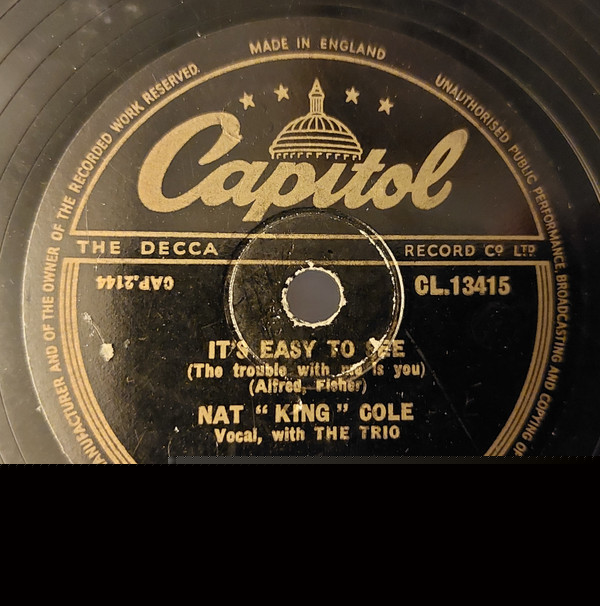 MADE IN ENGLAND
MANUFACTURER AND OF THE OWNER OF THE RECORDED WORK RESERVED.
UNAUTHORISED PUBLIC PERFORMANCE, BROADCASTING AND COPYING OF
Capitol
THE DECCA RECORD CO LTD
CAP.2144 CL.13415
IT'S EASY TO SEE
(The trouble with me is you)
(Alfred, Fisher)
NAT "KING" COLE
Vocal, with THE TRIO